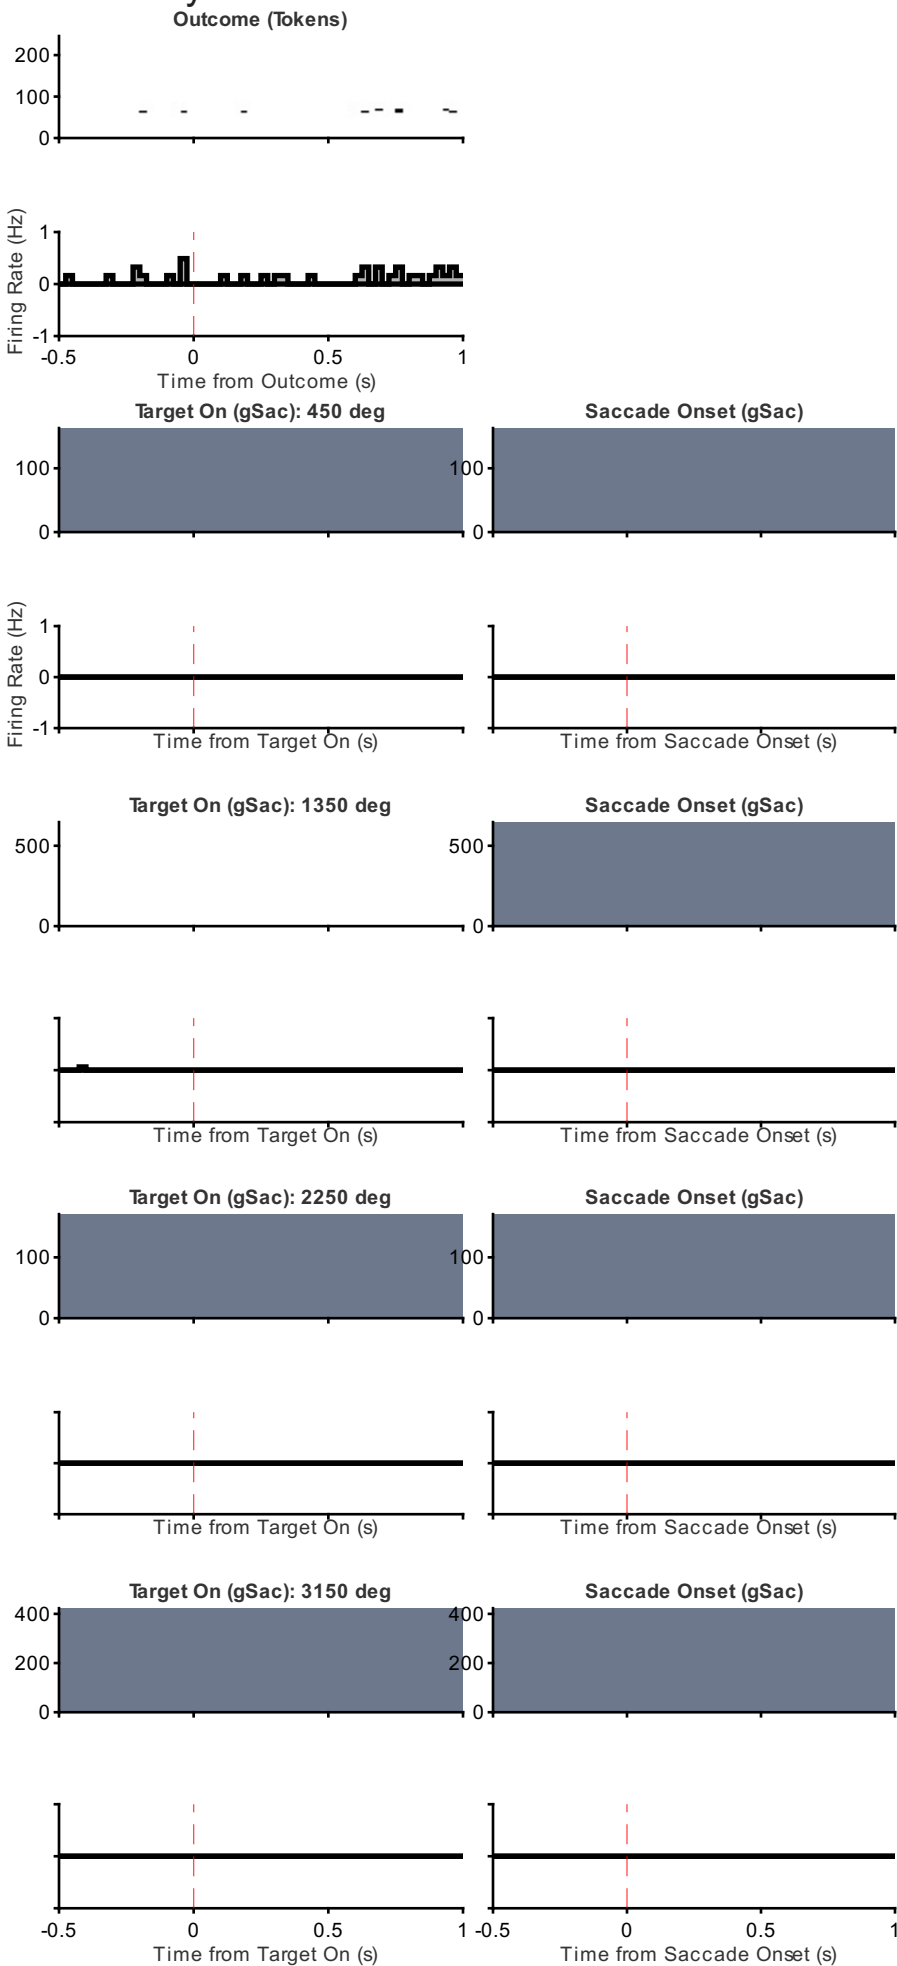 Outcome (Tokens)
200
100
0
Firing Rate (Hz)
1
0
-1
-0.5 0 0.5 1
Time from Outcome (s)
Target On (gSac): 450 deg Saccade Onset (gSac)
100 100
0 0
Firing Rate (Hz)
1
0
-1
Time from Target On (s) Time from Saccade Onset (s)
Target On (gSac): 1350 deg Saccade Onset (gSac)
500 500
0 0
Time from Target On (s) Time from Saccade Onset (s)
Target On (gSac): 2250 deg Saccade Onset (gSac)
100 100
0 0
Time from Target On (s) Time from Saccade Onset (s)
Target On (gSac): 3150 deg Saccade Onset (gSac)
400 400
200 200
0 0
-0.5 0 0.5 1 -0.5 0 0.5 1
Time from Target On (s) Time from Saccade Onset (s)